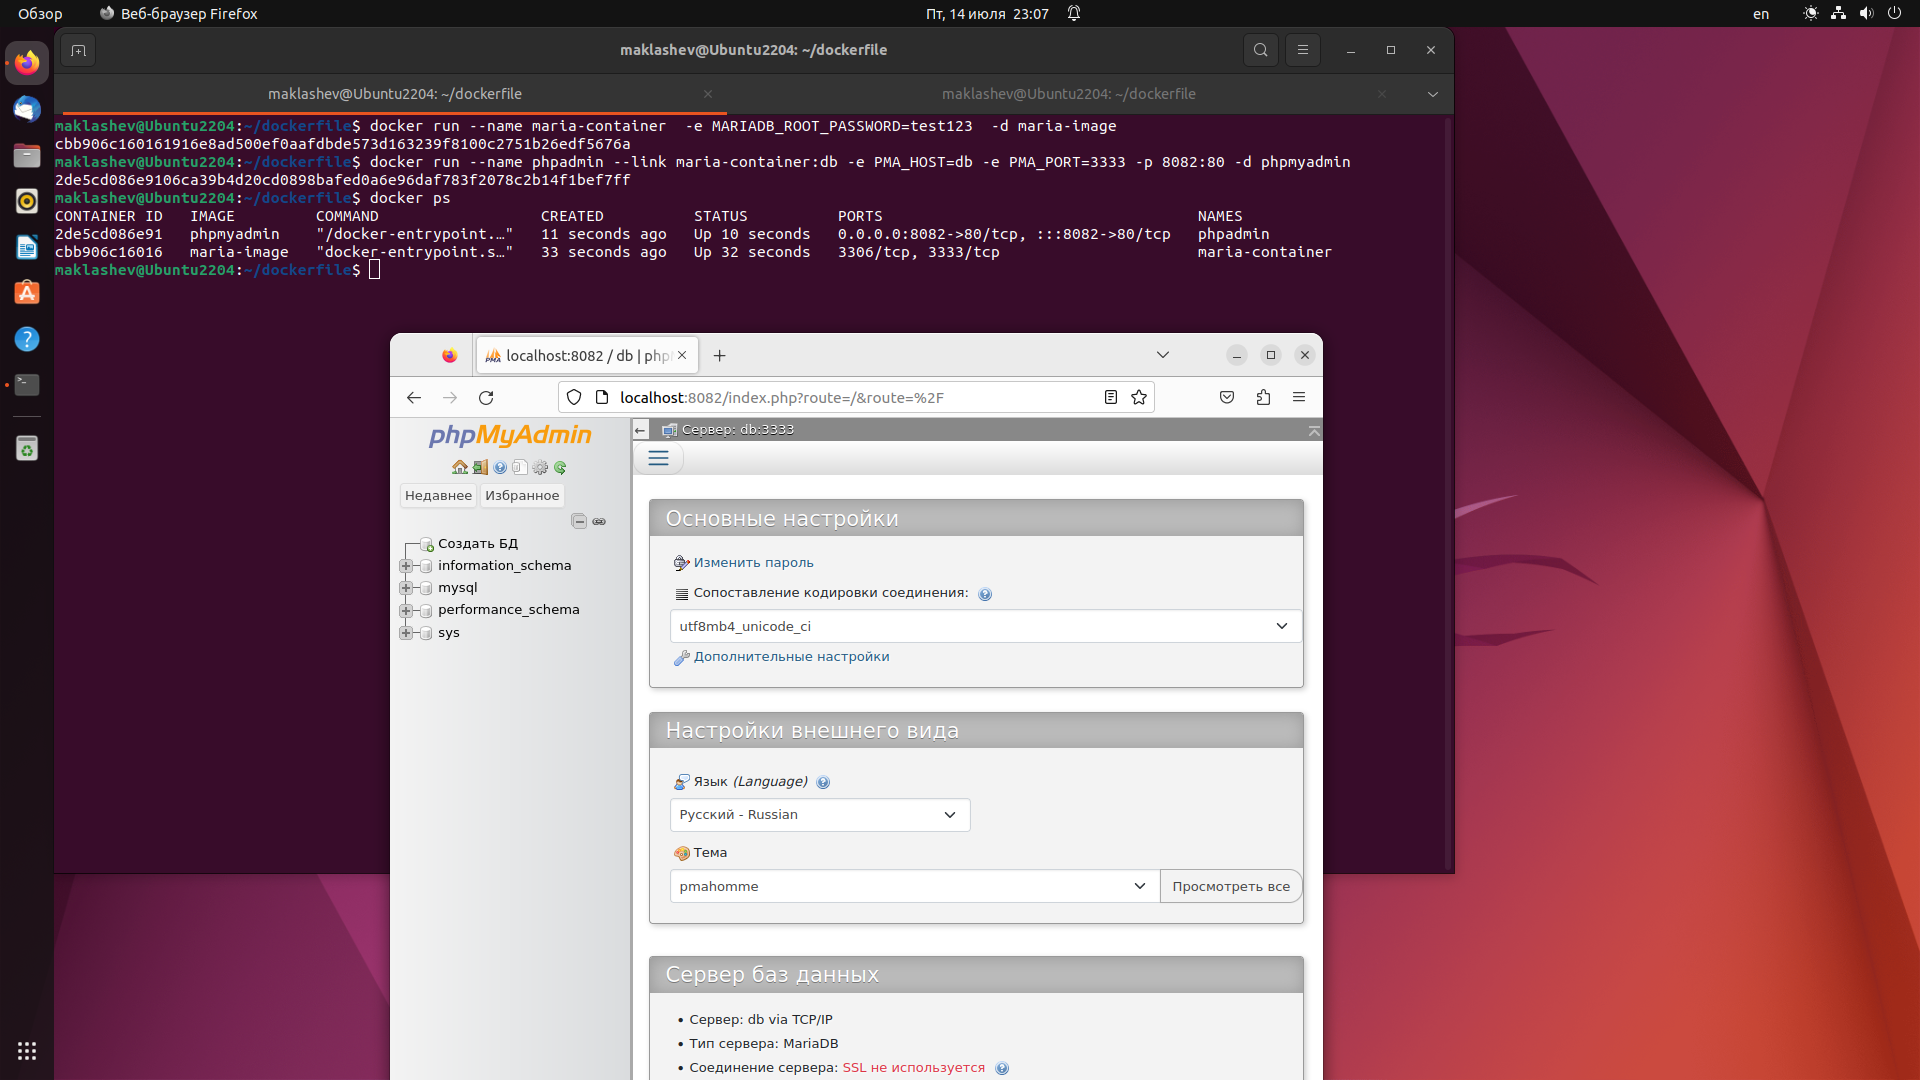 Обзор
Веб-браузер Firefox
Пт, 14 июля 23:07
en
maklashev@Ubuntu2204: ~/dockerfile
maklashev@Ubuntu2204: ~/dockerfile
maklashev@Ubuntu2204: ~/dockerfile
maklashev@Ubuntu2204:~/dockerfile$ docker run --name maria-container  -e MARIADB_ROOT_PASSWORD=test123  -d maria-image
cbb906c160161916e8ad500ef0aafdbde573d163239f8100c2751b26edf5676a
maklashev@Ubuntu2204:~/dockerfile$ docker run --name phpadmin --link maria-container:db -e PMA_HOST=db -e PMA_PORT=3333 -p 8082:80 -d phpmyadmin
2de5cd086e9106ca39b4d20cd0898bafed0a6e96daf783f2078c2b14f1bef7ff
maklashev@Ubuntu2204:~/dockerfile$ docker ps
CONTAINER ID   IMAGE         COMMAND                  CREATED          STATUS          PORTS                                   NAMES
2de5cd086e91   phpmyadmin    "/docker-entrypoint.…"   11 seconds ago   Up 10 seconds   0.0.0.0:8082->80/tcp, :::8082->80/tcp   phpadmin
cbb906c16016   maria-image   "docker-entrypoint.s…"   33 seconds ago   Up 32 seconds   3306/tcp, 3333/tcp                      maria-container
maklashev@Ubuntu2204:~/dockerfile$
localhost:8082 / db | php
localhost:8082/index.php?route=/&route=%2F
phpMyAdmin
Недавнее
Избранное
Создать БД
information_schema
mysql
performance_schema
sys
Сервер: db:3333
Основные настройки
Изменить пароль
Сопоставление кодировки соединения:
utf8mb4_unicode_ci
Дополнительные настройки
Настройки внешнего вида
Язык (Language)
Русский - Russian
Тема
pmahomme
Просмотреть все
Сервер баз данных
• Сервер: db via TCP/IP
• Тип сервера: MariaDB
• Соединение сервера: SSL не используется